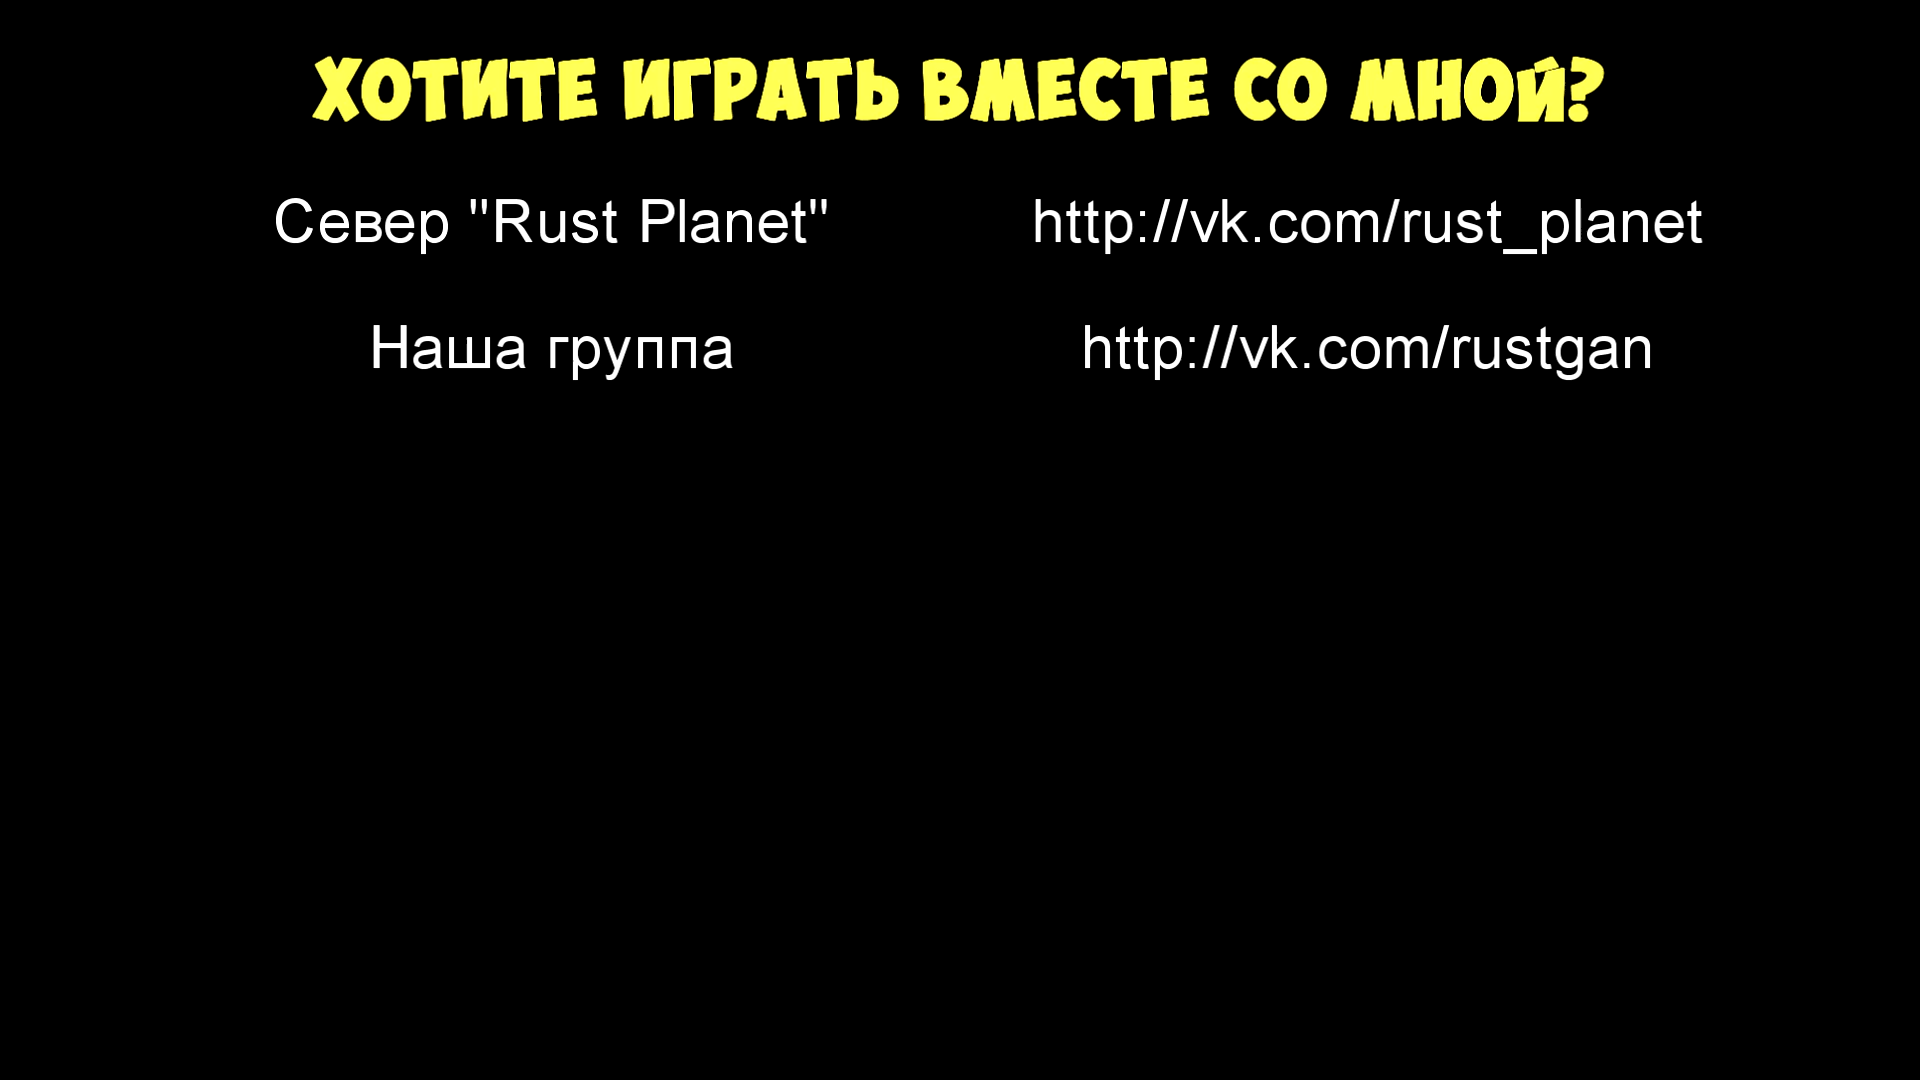 ХОТИТЕ ИГРАТЬ ВМЕСТЕ СО МНОЙ?
Север "Rust Planet" http://vk.com/rust_planet
Наша группа http://vk.com/rustgan